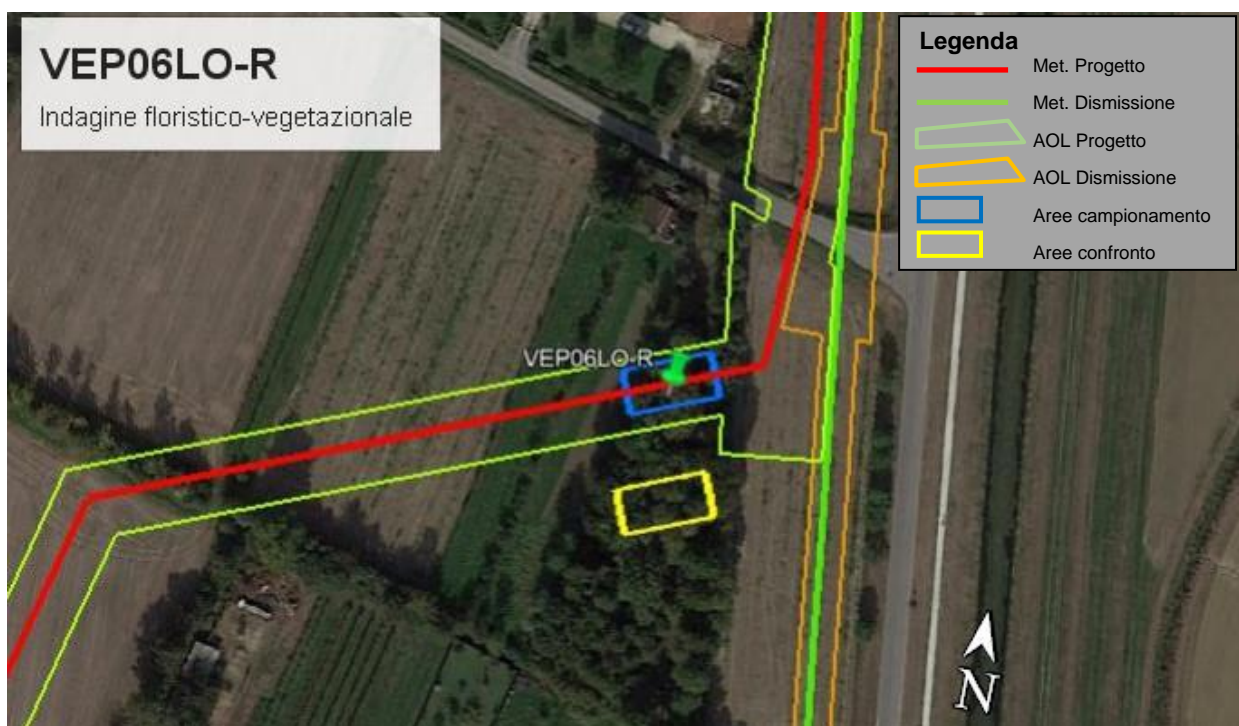 VEP06LO-R
Indagine floristico-vegetazionale
Legenda
Met. Progetto
Met. Dismissione
AOL Progetto
AOL Dismissione
Aree campionamento
Aree confronto
VEP06LO-R
N